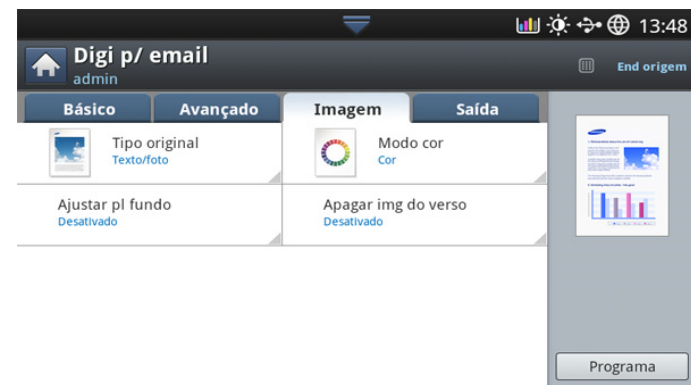 13:48
Digi p/ email
admin
End origem
Básico
Avançado
Imagem
Saída
Tipo original
Texto/foto
Modo cor
Cor
Ajustar pl fundo
Desativado
Apagar img do verso
Desativado
Programa